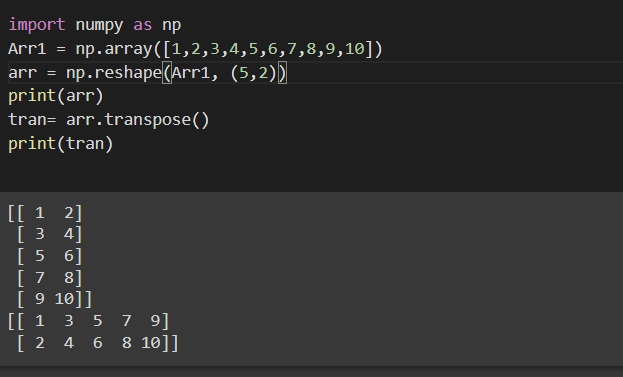 import numpy as np
Arr1 = np.array([1,2,3,4,5,6,7,8,9,10])
arr = np.reshape(Arr1, (5,2))
print(arr)
tran= arr.transpose()
print(tran)
[[ 1  2]
 [ 3  4]
 [ 5  6]
 [ 7  8]
 [ 9 10]]
[[ 1  3  5  7  9]
 [ 2  4  6  8 10]]